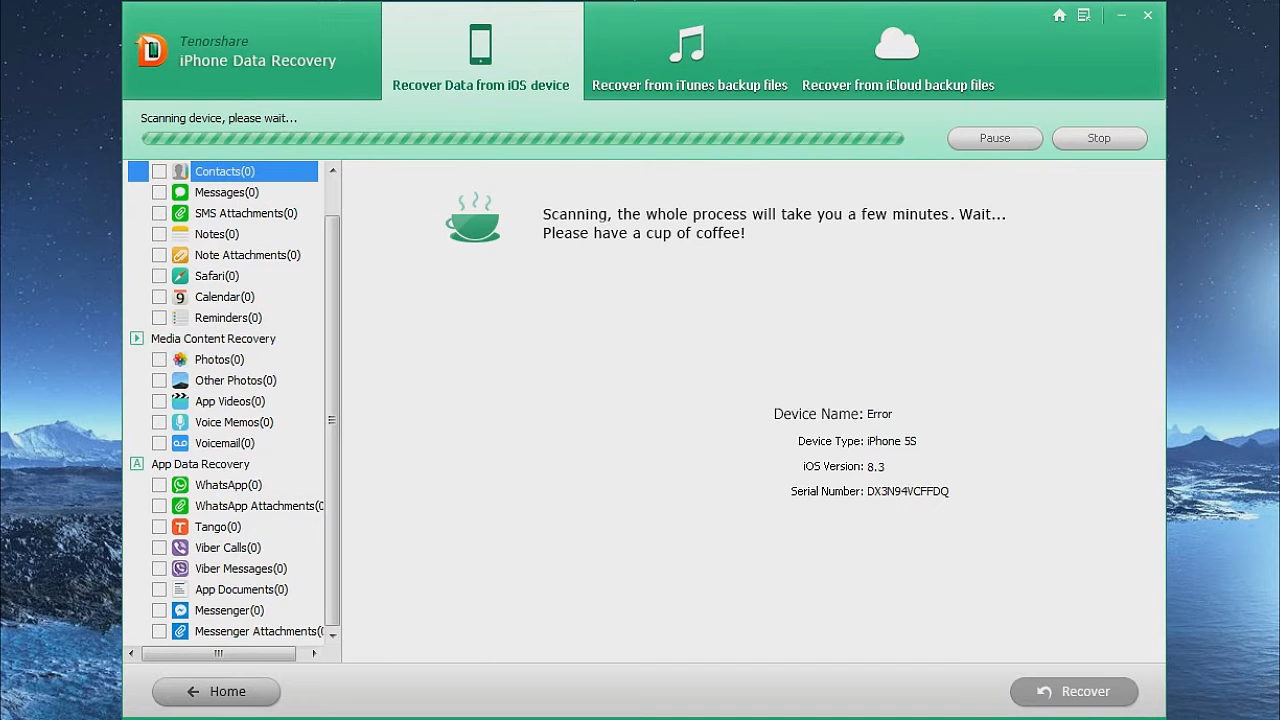 Tenorshare
iPhone Data Recovery
Recover Data from iOS device
Recover from iTunes backup files
Recover from iCloud backup files
Scanning device, please wait...
Pause
Stop
Contacts(0)
Messages(0)
SMS Attachments(0)
Notes(0)
Note Attachments(0)
Safari(0)
9 Calendar(0)
Reminders(0)
Media Content Recovery
Photos(0)
Other Photos(0)
App Videos(0)
Voice Memos(0)
Voicemail(0)
A App Data Recovery
WhatsApp(0)
WhatsApp Attachments(0
T Tango(0)
Viber Calls(0)
Viber Messages(0)
App Documents(0)
Messenger(0)
Messenger Attachments(0
Scanning, the whole process will take you a few minutes. Wait...
Please have a cup of coffee!
Device Name: Error
Device Type: iPhone 5S
iOS Version: 8.3
Serial Number: DX3N94VCFFDQ
Home
Recover